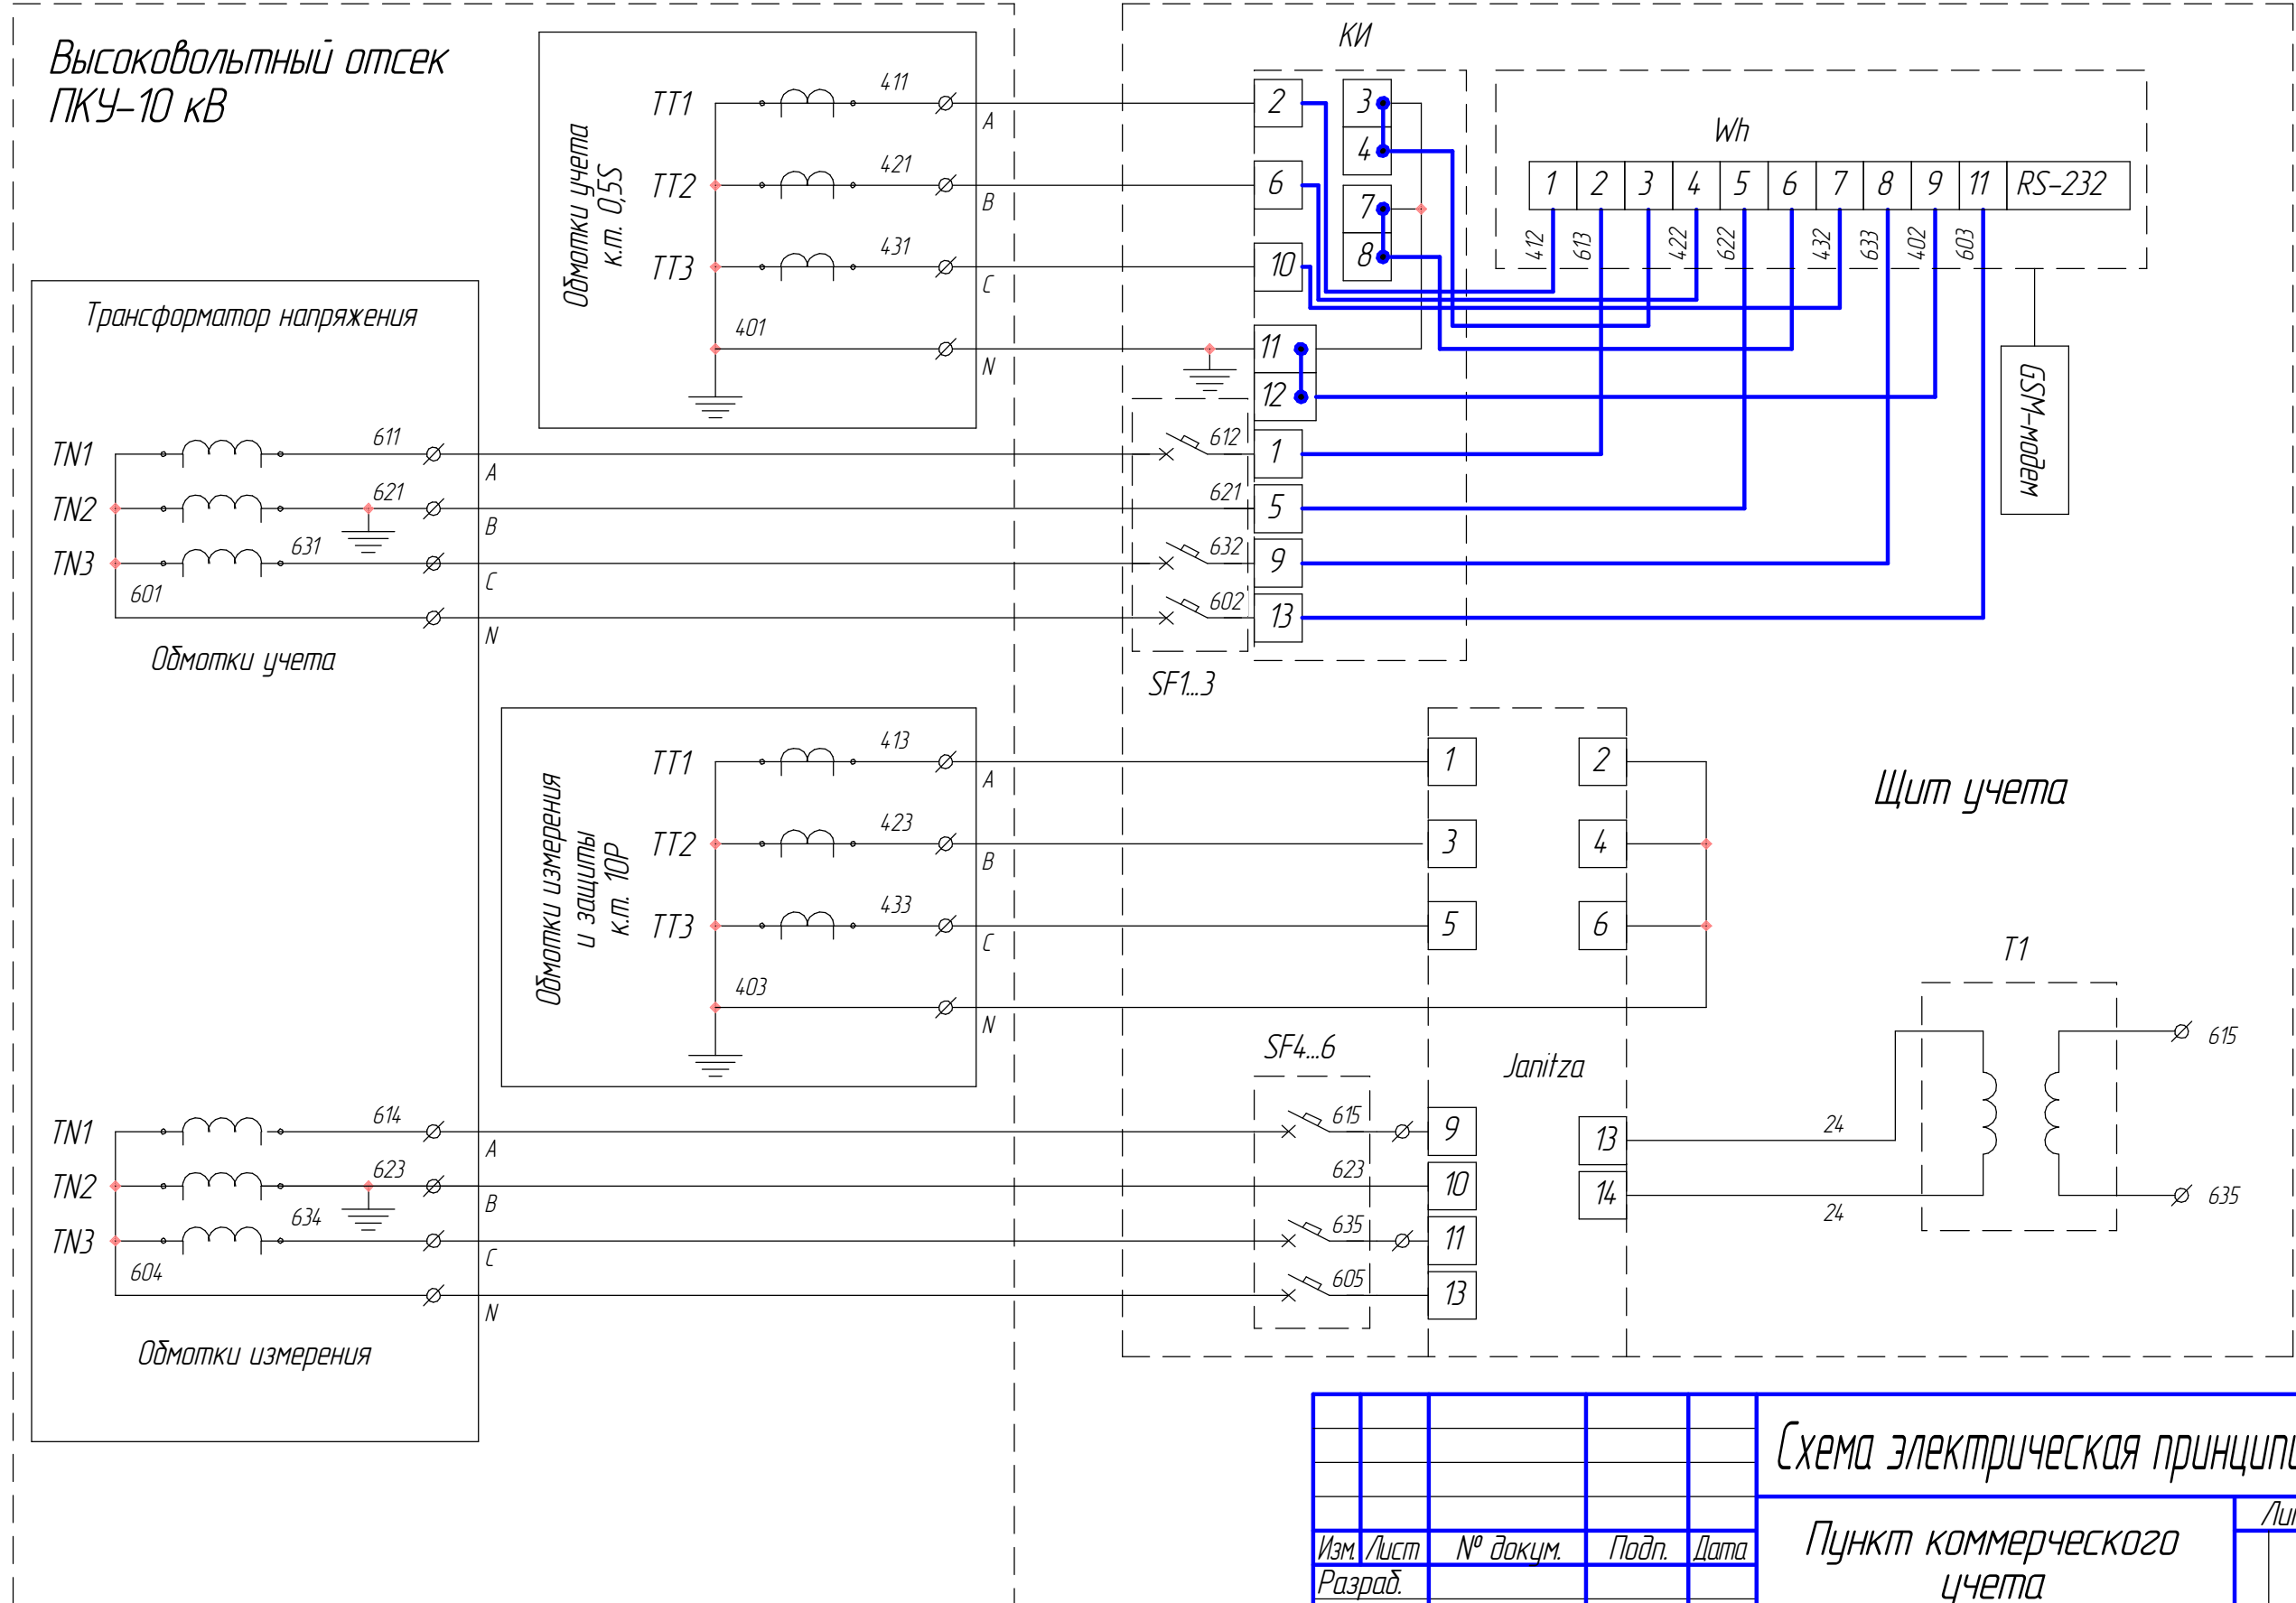 Высоковольтный отсек
ПКУ-10 кВ
Обмотки учета
к.т. 0,5S
ТТ1
411
A
ТТ2
421
B
ТТ3
431
C
401
N
КИ
2
3
4
6
7
8
10
11
12
1
5
9
13
Wh
1
2
3
4
5
6
7
8
9
11
RS-232
412
613
422
622
432
633
402
603
GSM-модем
Трансформатор напряжения
TN1
611
A
TN2
621
B
TN3
631
C
601
N
Обмотки учета
612
621
632
602
SF1...3
Обмотки измерения
и защиты
к.т. 10Р
ТТ1
413
A
ТТ2
423
B
ТТ3
433
C
403
N
1
2
3
4
5
6
Щит учета
SF4...6
Janitza
T1
TN1
614
A
TN2
623
B
TN3
634
C
604
N
Обмотки измерения
615
623
635
605
9
10
11
13
13
14
24
24
615
635
Схема электрическая принципи
Пункт коммерческого
учета
Ли
Изм. Лист № докум. Подп. Дата
Разраб.